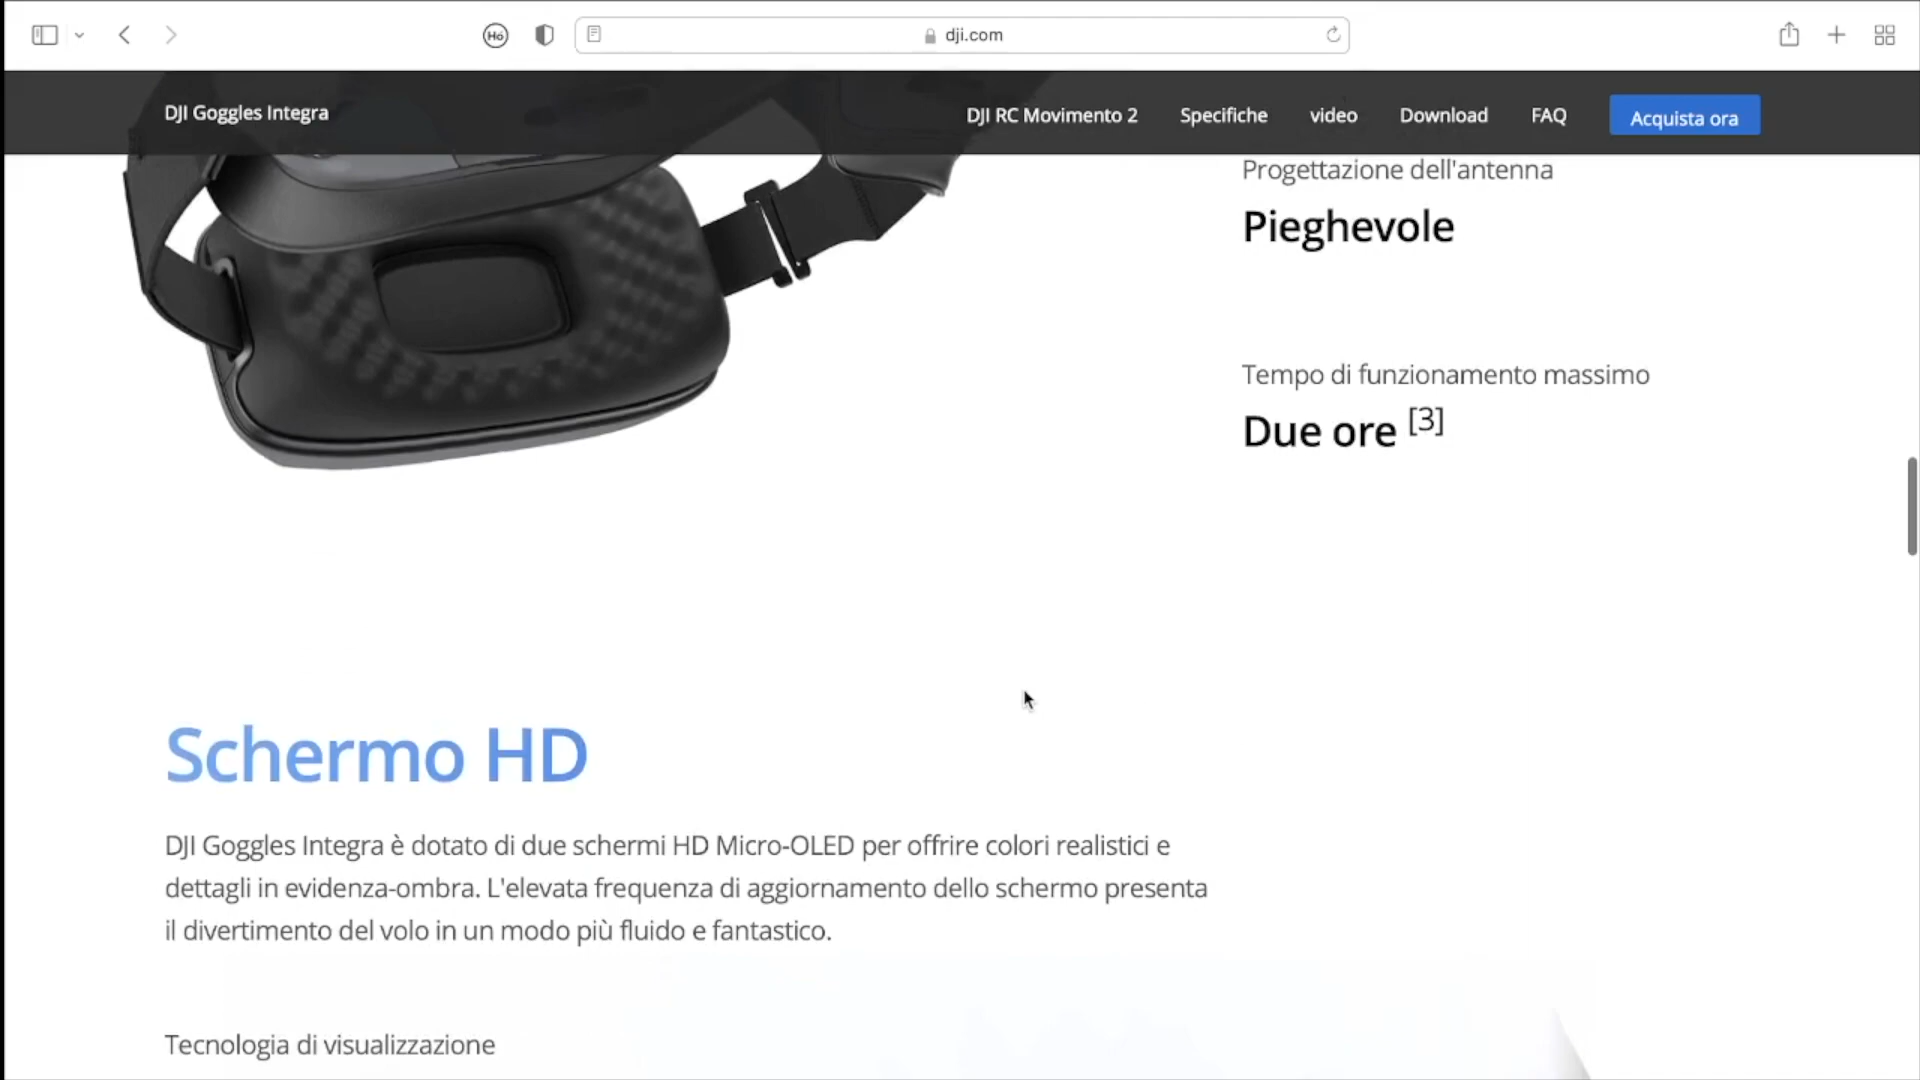 Hó
dji.com
DJI Goggles Integra
DJI RC Movimento 2
Specifiche
video
Download
FAQ
Acquista ora
Progettazione dell'antenna
Pieghevole
Tempo di funzionamento massimo
Due ore [3]
Schermo HD
DJI Goggles Integra è dotato di due schermi HD Micro-OLED per offrire colori realistici e
dettagli in evidenza-ombra. L'elevata frequenza di aggiornamento dello schermo presenta
il divertimento del volo in un modo più fluido e fantastico.
Tecnologia di visualizzazione